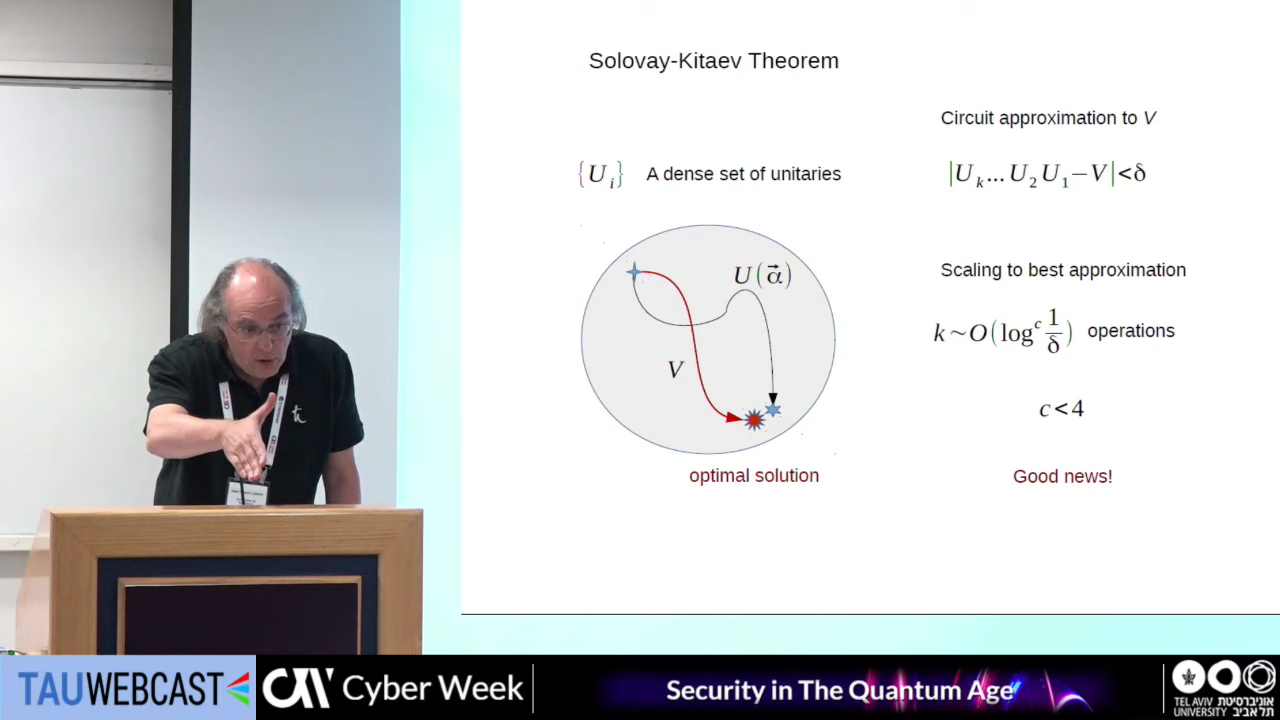 Solovay-Kitaev Theorem
{U_i} A dense set of unitaries
U(α⃗)
V
optimal solution
Circuit approximation to V
|U_k...U_2 U_1−V|<δ
Scaling to best approximation
k~O(log^c 1/δ) operations
c<4
Good news!
TAUWEBCAST
Cyber Week
Security in The Quantum Age
TEL AVIV אוניברסיטת
UNIVERSITY תל אביב